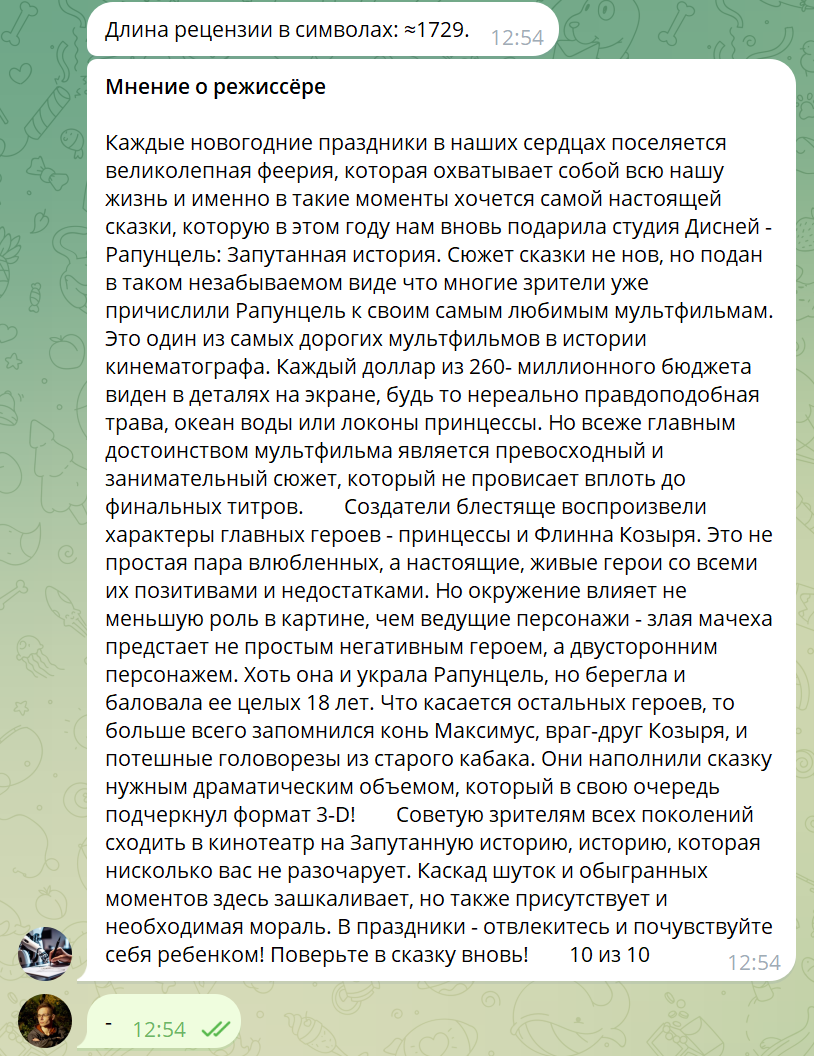 Длина рецензии в символах: ≈1729.
12:54
Мнение о режиссёре
Каждые новогодние праздники в наших сердцах поселяется
великолепная феерия, которая охватывает собой всю нашу
жизнь и именно в такие моменты хочется самой настоящей
сказки, которую в этом году нам вновь подарила студия Дисней -
Рапунцель: Запутанная история. Сюжет сказки не нов, но подан
в таком незабываемом виде что многие зрители уже
причислили Рапунцель к своим самым любимым мультфильмам.
Это один из самых дорогих мультфильмов в истории
кинематографа. Каждый доллар из 260- миллионного бюджета
виден в деталях на экране, будь то нереально правдоподобная
трава, океан воды или локоны принцессы. Но всеже главным
достоинством мультфильма является превосходный и
занимательный сюжет, который не провисает вплоть до
финальных титров. Создатели блестяще воспроизвели
характеры главных героев - принцессы и Флинна Козыря. Это не
простая пара влюбленных, а настоящие, живые герои со всеми
их позитивами и недостатками. Но окружение влияет не
меньшую роль в картине, чем ведущие персонажи - злая мачеха
предстает не простым негативным героем, а двусторонним
персонажем. Хоть она и украла Рапунцель, но берегла и
баловала ее целых 18 лет. Что касается остальных героев, то
больше всего запомнился конь Максимус, враг-друг Козыря, и
потешные головорезы из старого кабака. Они наполнили сказку
нужным драматическим объемом, который в свою очередь
подчеркнул формат 3-D! Советую зрителям всех поколений
сходить в кинотеатр на Запутанную историю, историю, которая
нисколько вас не разочарует. Каскад шуток и обыгранных
моментов здесь зашкаливает, но также присутствует и
необходимая мораль. В праздники - отвлекитесь и почувствуйте
себя ребенком! Поверьте в сказку вновь! 10 из 10
12:54
- 12:54